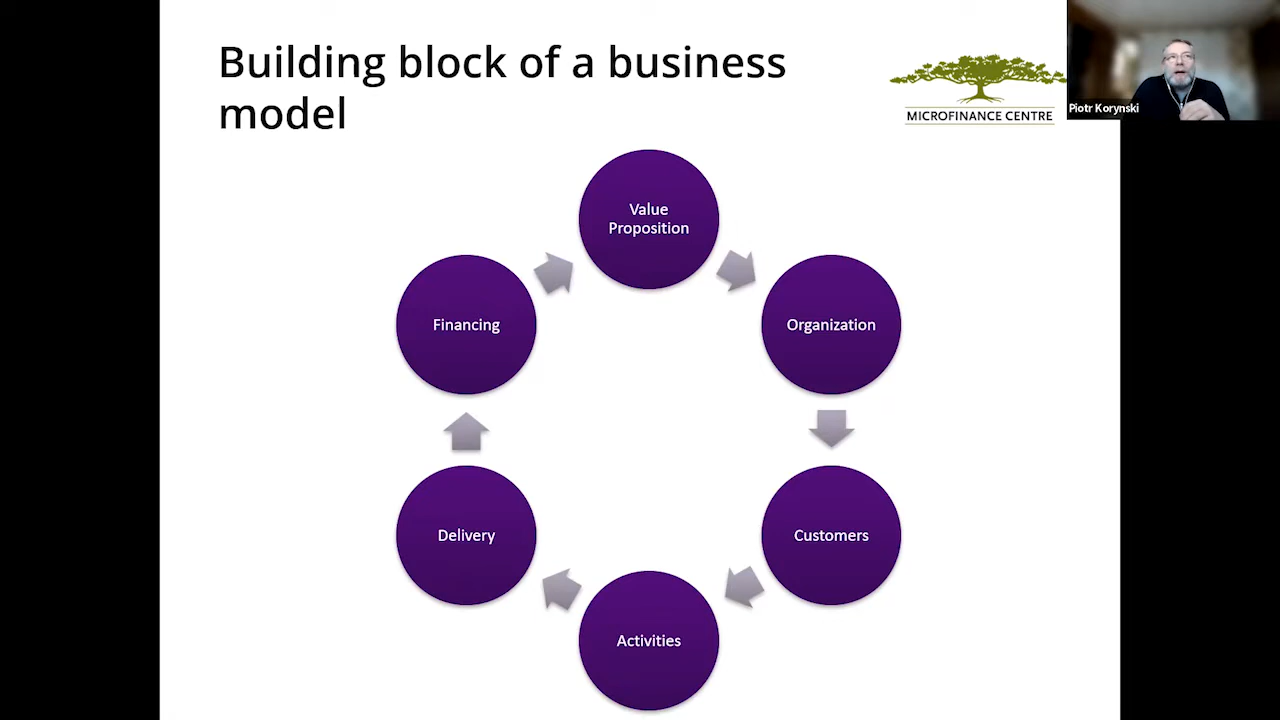 Building block of a business
model
MICROFINANCE CENTRE
Piotr Korynski
Value
Proposition
Organization
Customers
Activities
Delivery
Financing